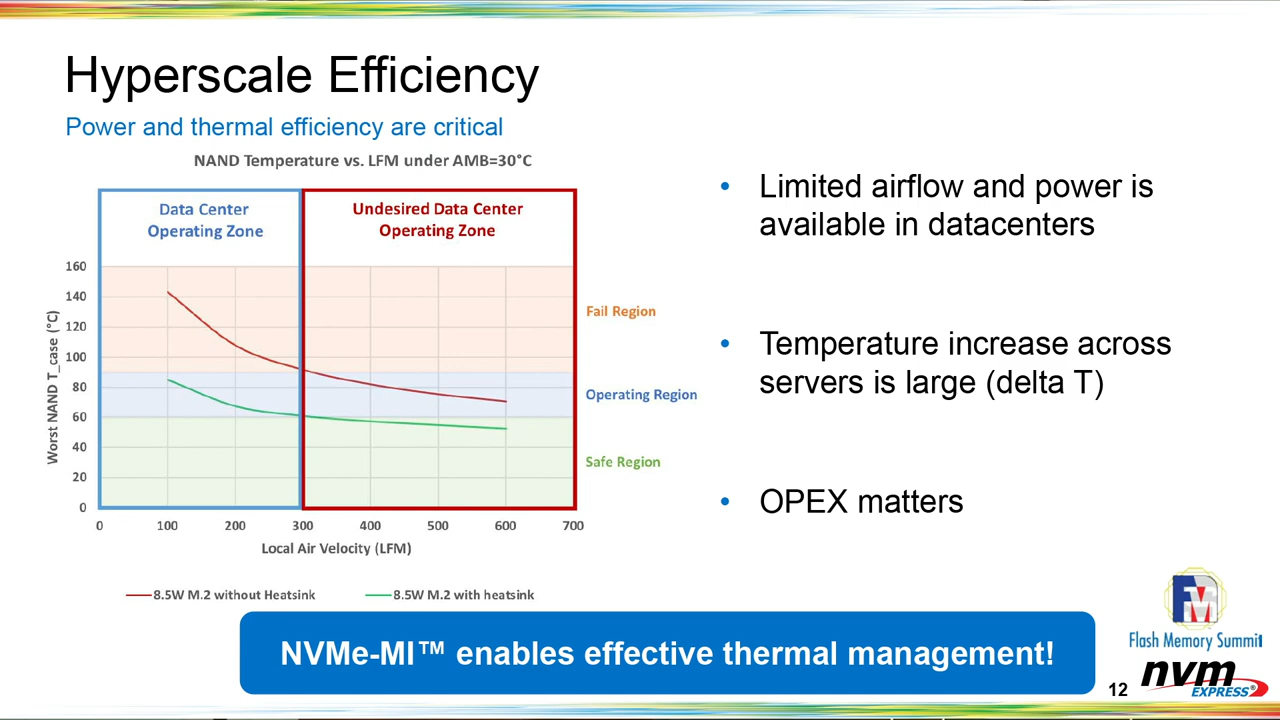 Hyperscale Efficiency
Power and thermal efficiency are critical
NAND Temperature vs. LFM under AMB=30°C
Data Center
Operating Zone
Undesired Data Center
Operating Zone
160
140
120
100
80
60
40
20
0
Worst NAND T_case (°C)
Fail Region
Operating Region
Safe Region
0 100 200 300 400 500 600 700
Local Air Velocity (LFM)
8.5W M.2 without Heatsink
8.5W M.2 with heatsink
• Limited airflow and power is
available in datacenters
• Temperature increase across
servers is large (delta T)
• OPEX matters
NVMe-MI™ enables effective thermal management!
FM
Flash Memory Summit
12
nvm
EXPRESS®